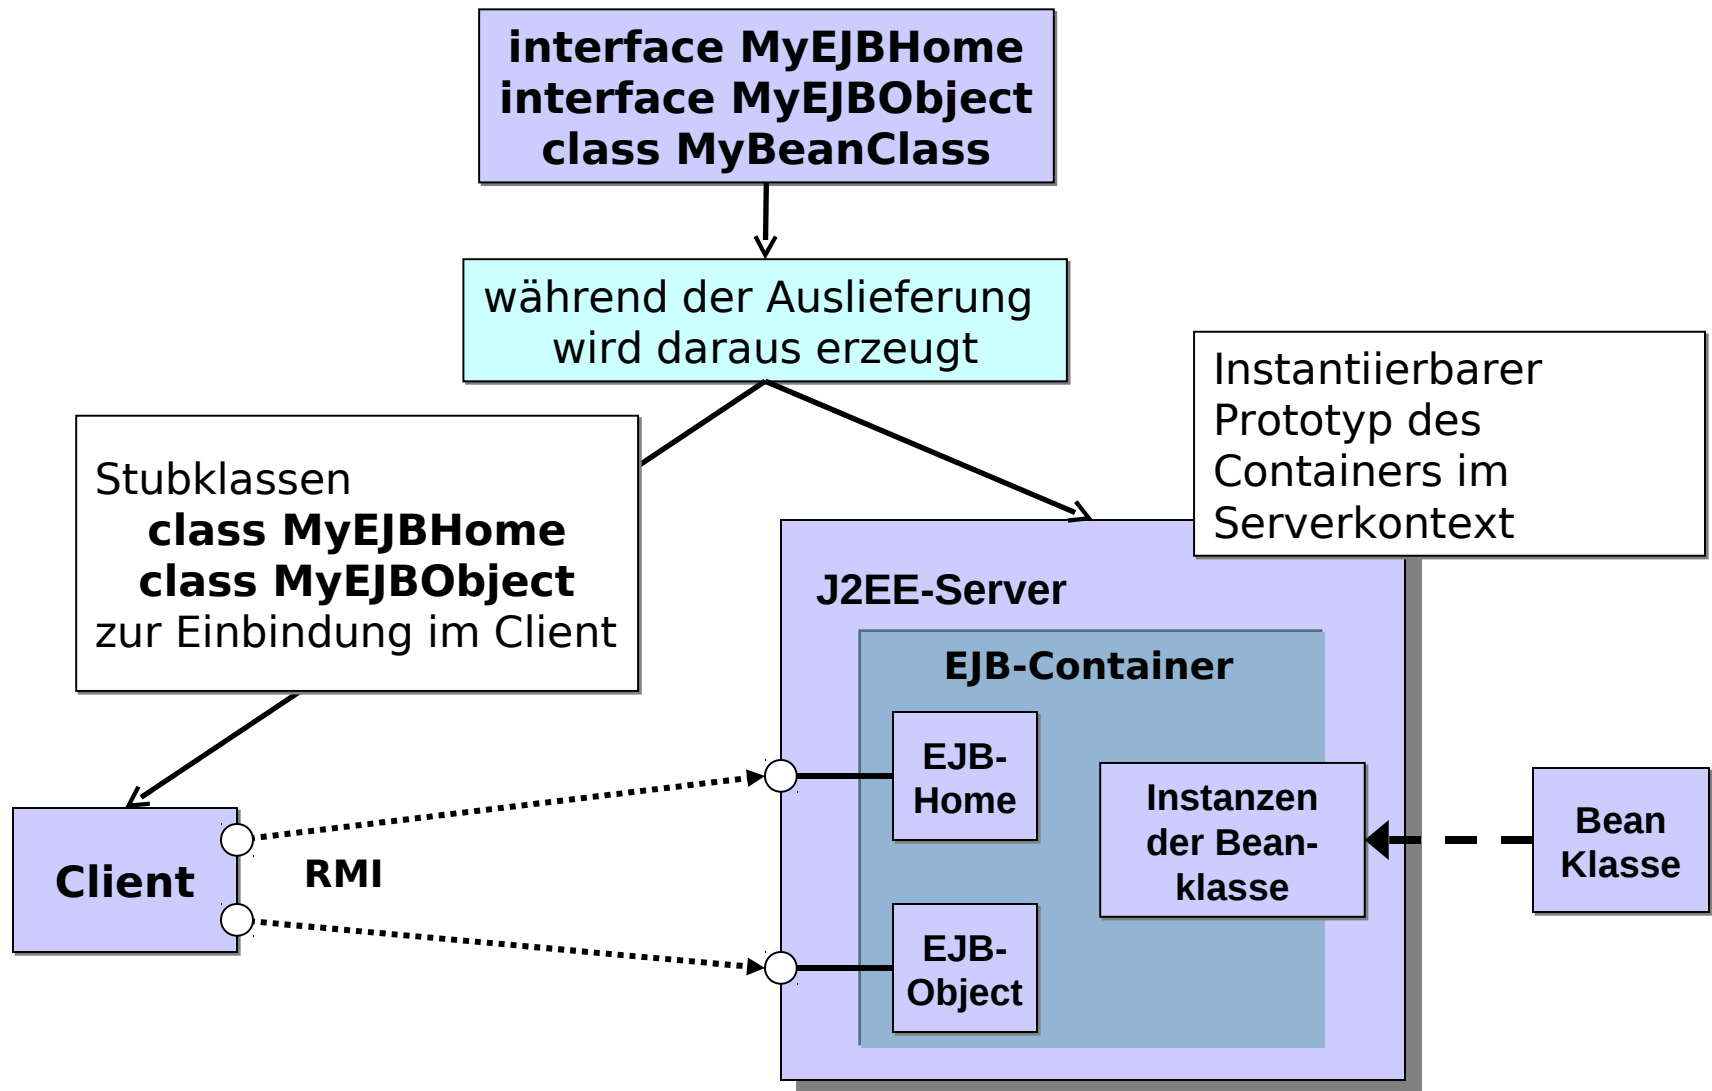 interface MyEJBHome
interface MyEJBObject
class MyBeanClass
während der Auslieferung
wird daraus erzeugt
Instantiierbarer
Prototyp des
Containers im
Serverkontext
Stubklassen
class MyEJBHome
class MyEJBObject
zur Einbindung im Client
J2EE-Server
EJB-Container
EJB-
Home
Instanzen
der Bean-
klasse
Bean
Klasse
Client
RMI
EJB-
Object